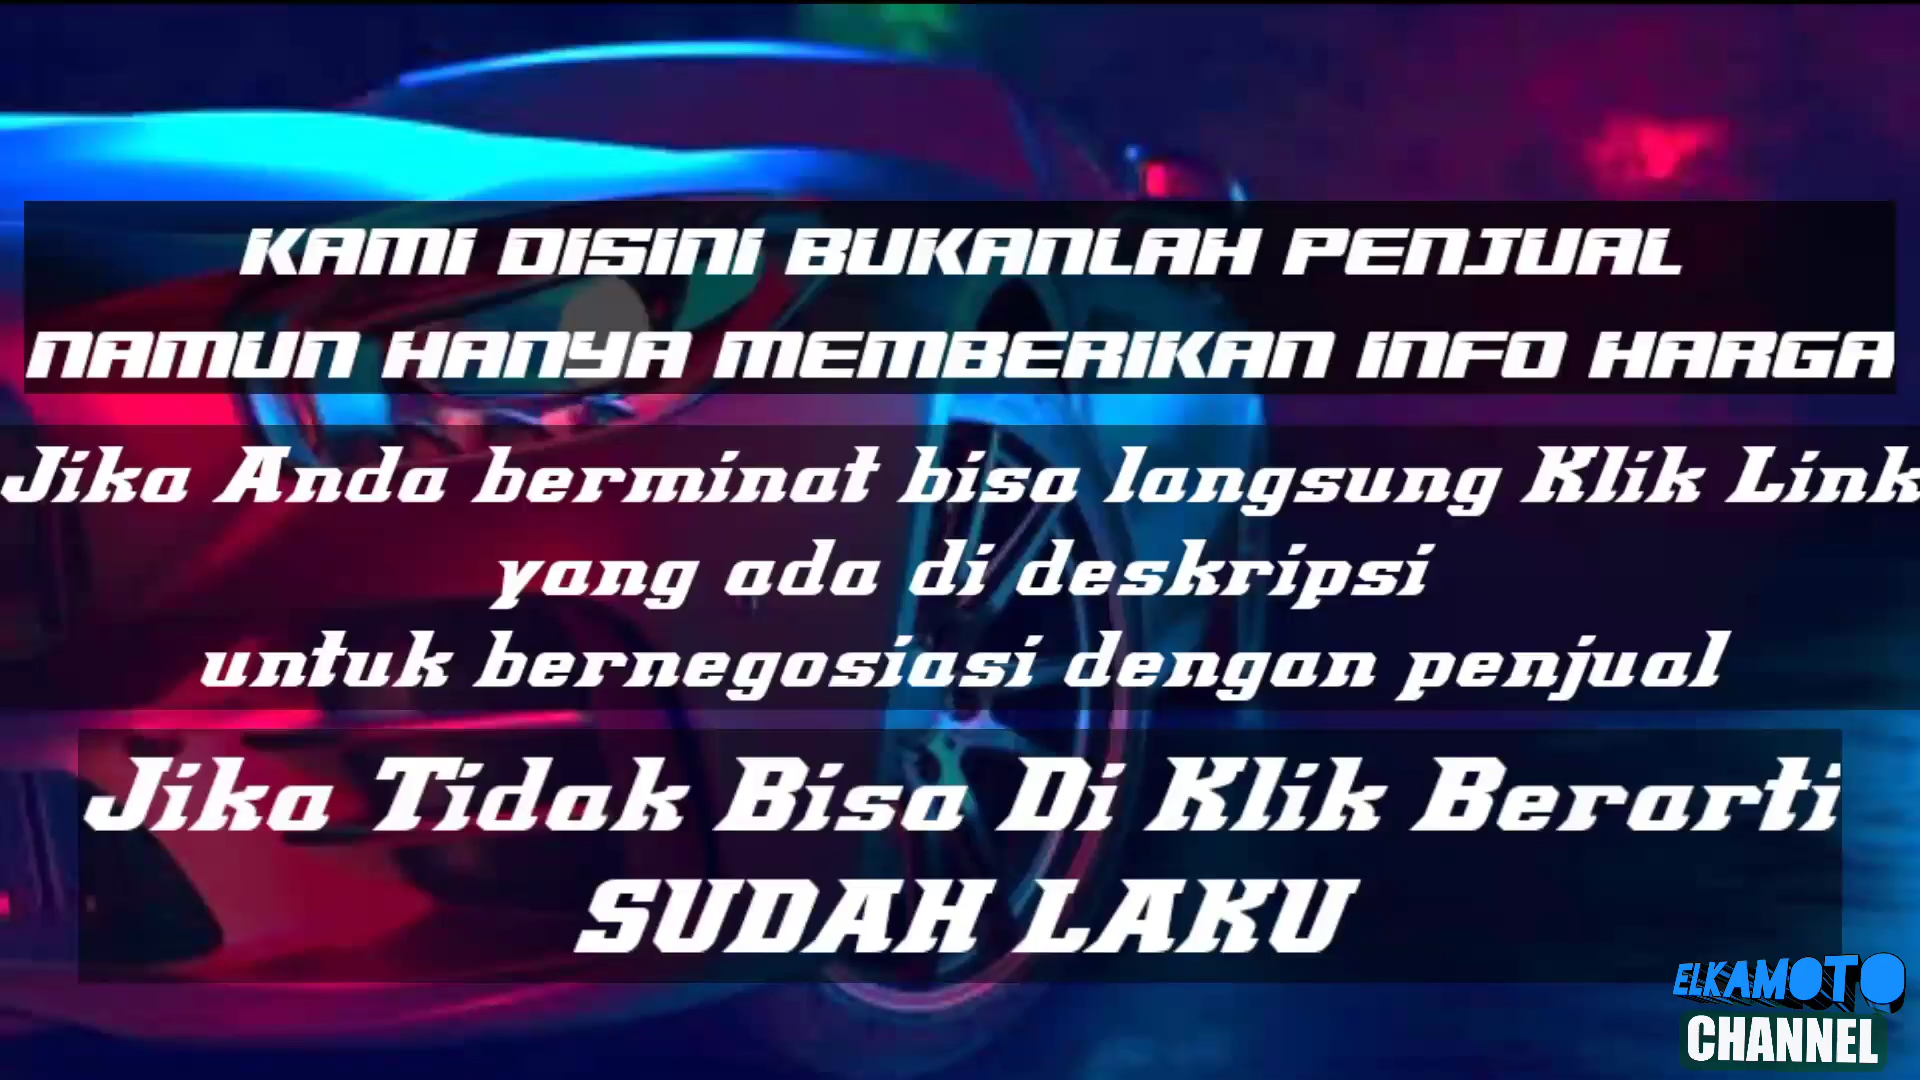 KAMI DISINI BUKANLAH PENJUAL
NAMUN HANYA MEMBERIKAN INFO HARGA
Jika Anda berminat bisa langsung Klik Link
yang ada di deskripsi
untuk bernegosiasi dengan penjual
Jika Tidak Bisa Di Klik Berarti
SUDAH LAKU
ELKAMOTO
CHANNEL